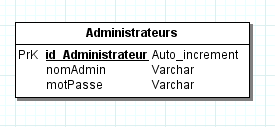 Administrateurs
PrK id_Administrateur Auto_increment
nomAdmin Varchar
motPasse Varchar